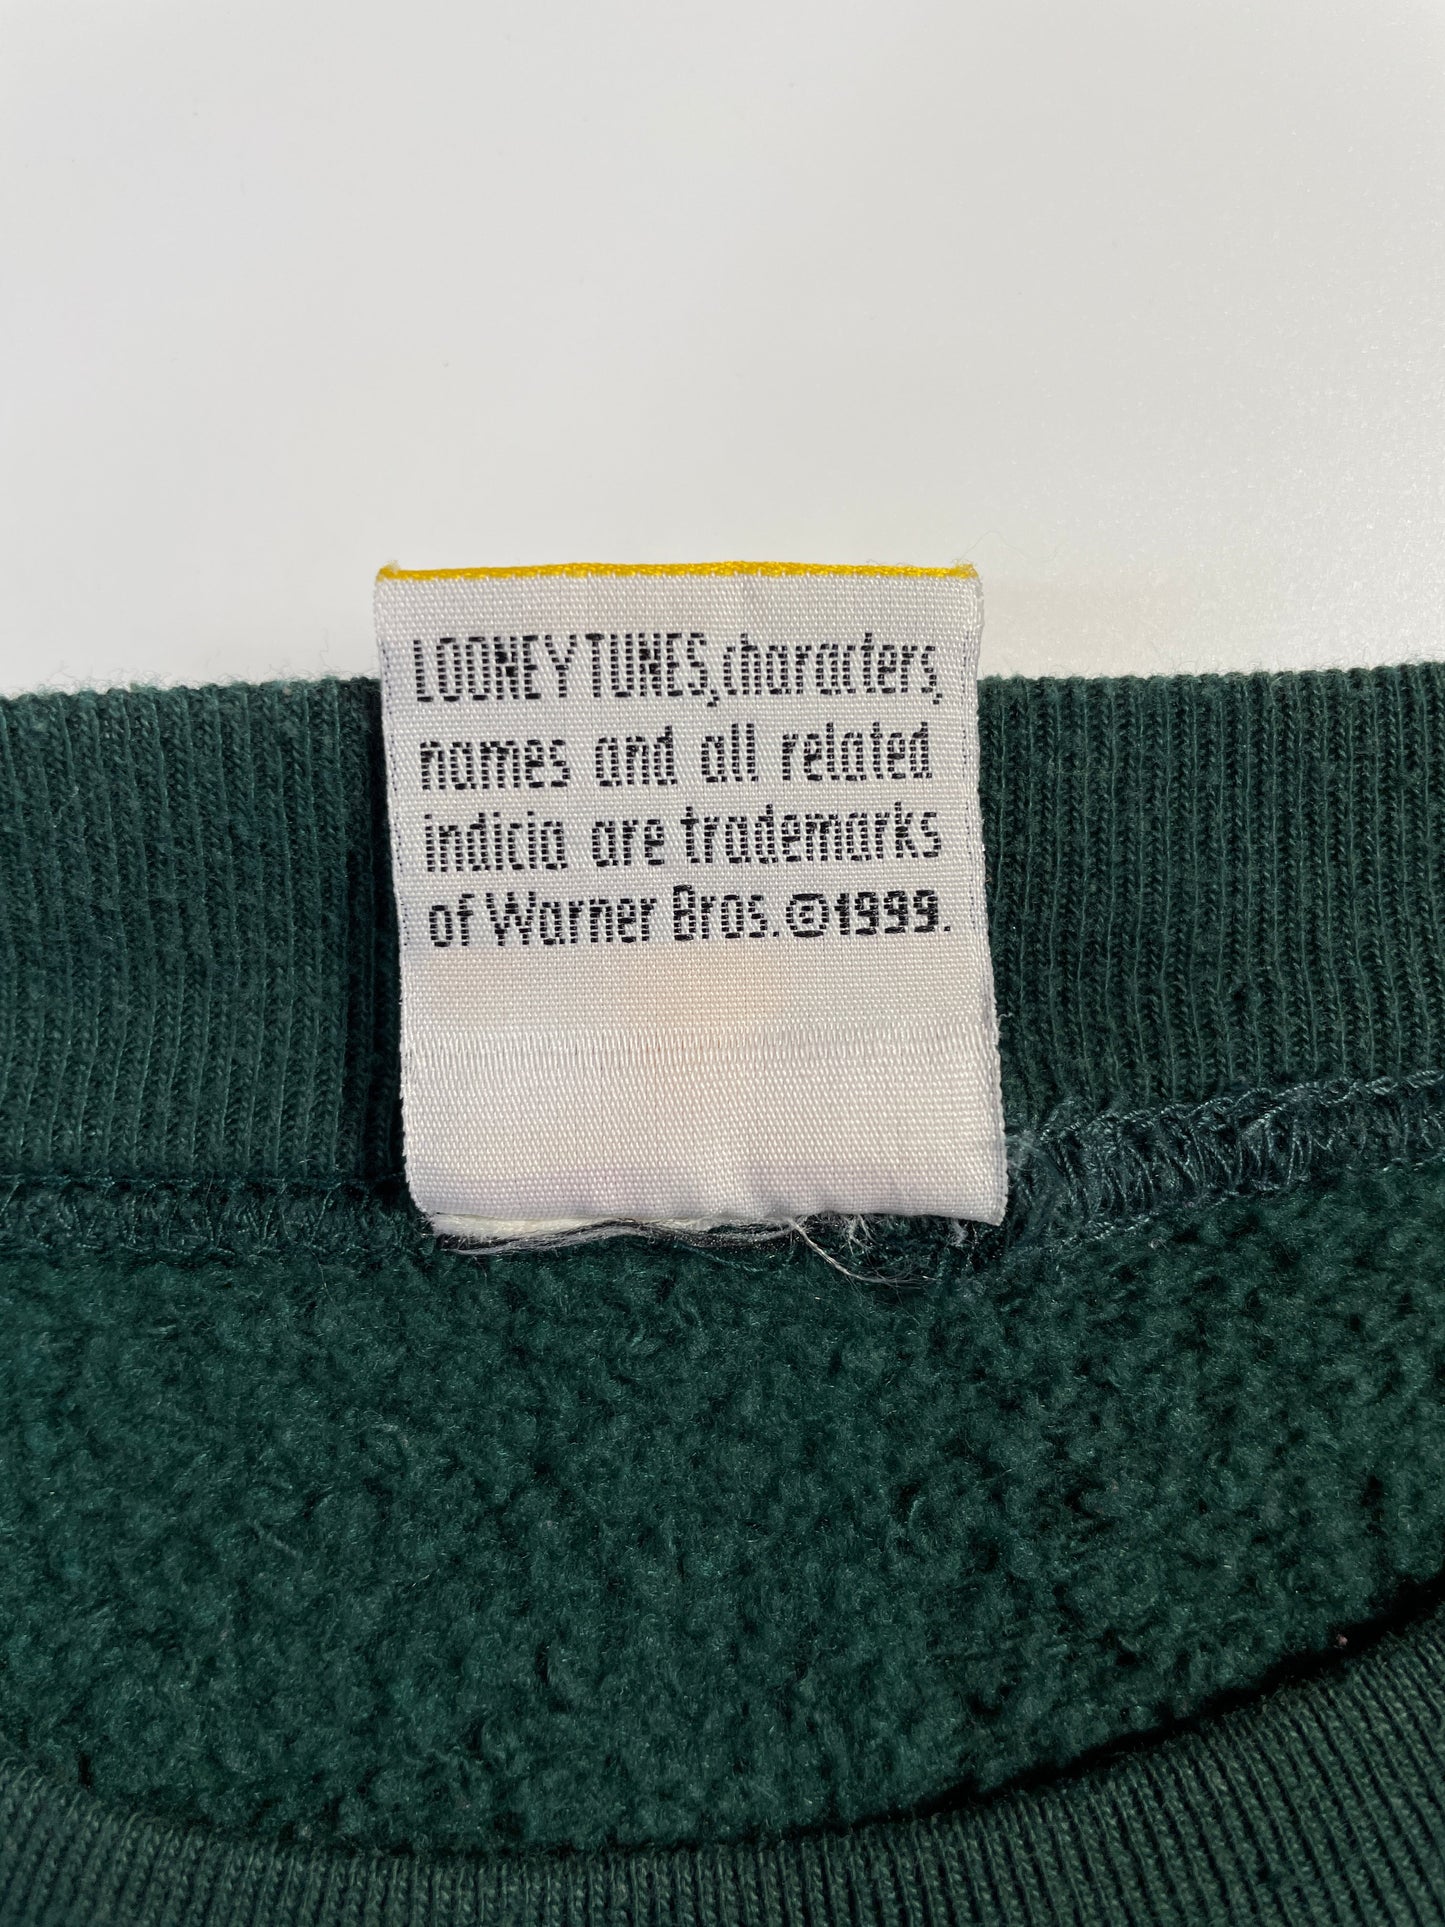 LOONEY TUNES, characters,
names and all related
indicia are trademarks
of Warner Bros. ©1999.